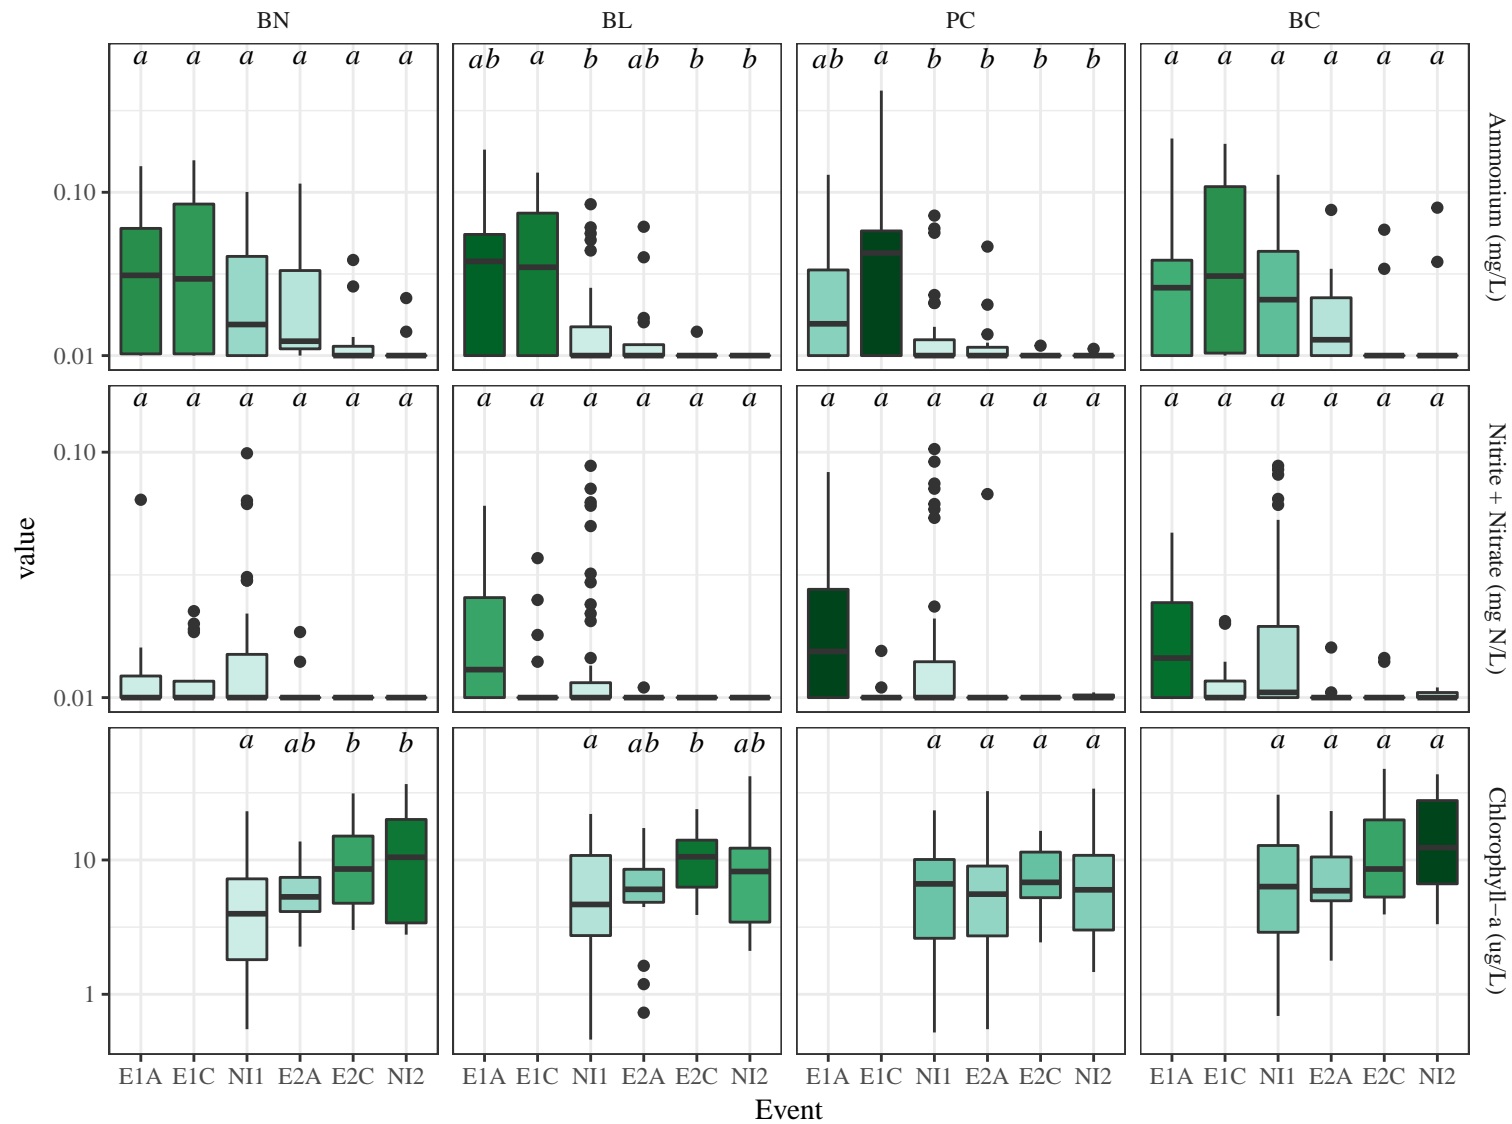 BN BL PC BC
a a a a a a ab a b ab b b ab a b b b b a a a a a a
0.10
0.01
Ammonium (mg/L)
a a a a a a a a a a a a a a a a a a a a a a a a
0.10
0.01
Nitrite + Nitrate (mg N/L)
value
a ab b b a ab b ab a a a a a a a a
10
1
Chlorophyll−a (ug/L)
E1A E1C NI1 E2A E2C NI2 E1A E1C NI1 E2A E2C NI2 E1A E1C NI1 E2A E2C NI2 E1A E1C NI1 E2A E2C NI2
Event